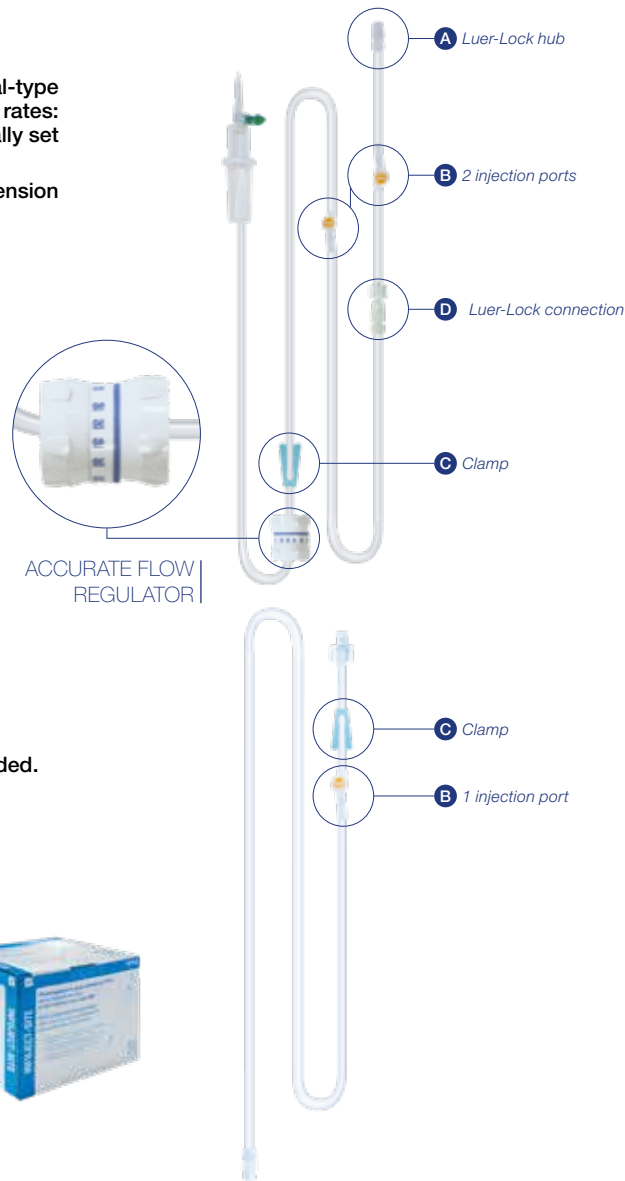 al-type
rates:
ally set
ension
A Luer-Lock hub
B 2 injection ports
D Luer-Lock connection
C Clamp
ACCURATE FLOW
REGULATOR
C Clamp
ded.
B 1 injection port